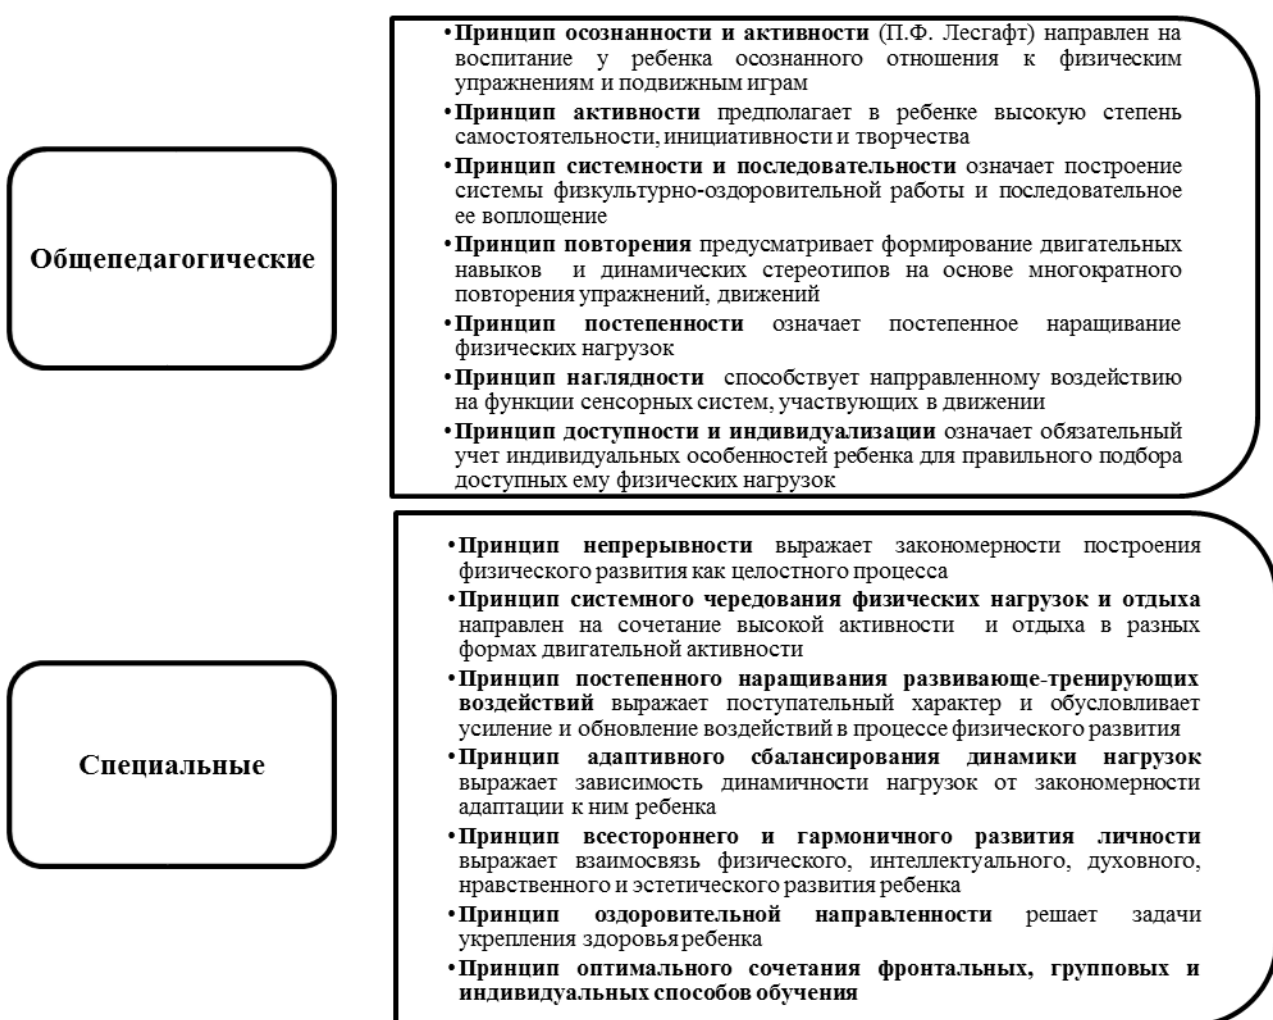 Общепедагогические
•Принцип осознанности и активности (П.Ф. Лесгафт) направлен на
воспитание у ребенка осознанного отношения к физическим
упражнениям и подвижным играм
•Принцип активности предполагает в ребенке высокую степень
самостоятельности, инициативности и творчества
•Принцип системности и последовательности означает построение
системы физкультурно-оздоровительной работы и последовательное
ее воплощение
•Принцип повторения предусматривает формирование двигательных
навыков и динамических стереотипов на основе многократного
повторения упражнений, движений
•Принцип постепенности означает постепенное наращивание
физических нагрузок
•Принцип наглядности способствует напрравленному воздействию
на функции сенсорных систем, участвующих в движении
•Принцип доступности и индивидуализации означает обязательный
учет индивидуальных особенностей ребенка для правильного подбора
доступных ему физических нагрузок
Специальные
•Принцип непрерывности выражает закономерности построения
физического развития как целостного процесса
•Принцип системного чередования физических нагрузок и отдыха
направлен на сочетание высокой активности и отдыха в разных
формах двигательной активности
•Принцип постепенного наращивания развивающе-тренирующих
воздействий выражает поступательный характер и обусловливает
усиление и обновление воздействий в процессе физического развития
•Принцип адаптивного сбалансирования динамики нагрузок
выражает зависимость динамичности нагрузок от закономерности
адаптации к ним ребенка
•Принцип всестороннего и гармоничного развития личности
выражает взаимосвязь физического, интеллектуального, духовного,
нравственного и эстетического развития ребенка
•Принцип оздоровительной направленности решает задачи
укрепления здоровья ребенка
•Принцип оптимального сочетания фронтальных, групповых и
индивидуальных способов обучения